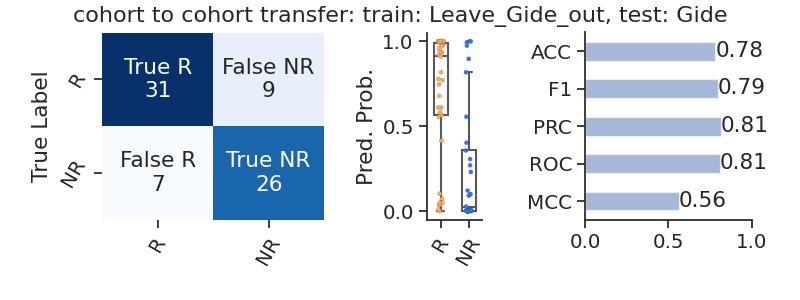 cohort to cohort transfer: train: Leave_Gide_out, test: Gide
True Label
R
NR
True R
31
False NR
9
False R
7
True NR
26
R
NR
Pred. Prob.
1.0
0.5
0.0
R
NR
ACC
0.78
F1
0.79
PRC
0.81
ROC
0.81
MCC
0.56
0.0
0.5
1.0